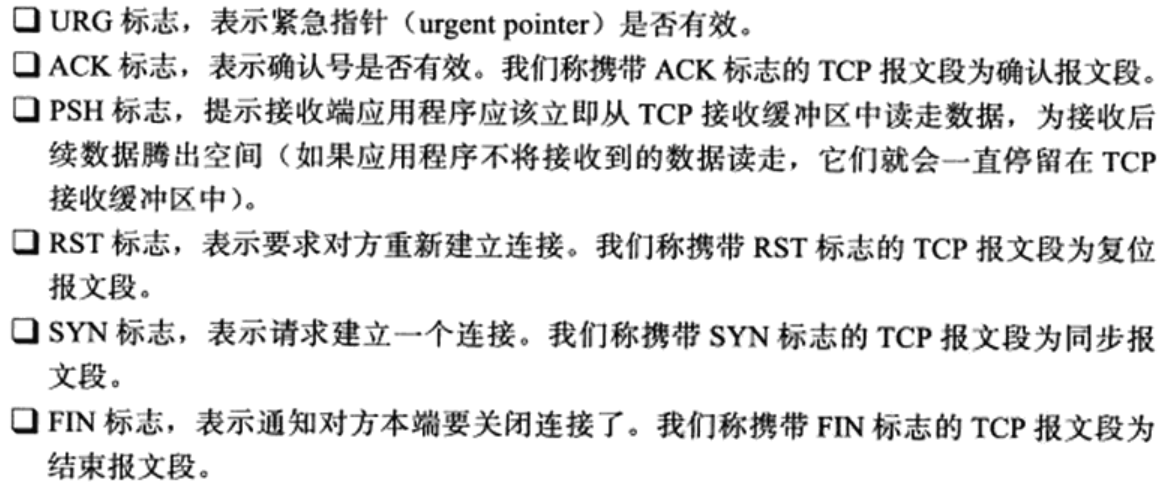 ❑ URG 标志，表示紧急指针（urgent pointer）是否有效。
❑ ACK 标志，表示确认号是否有效。我们称携带 ACK 标志的 TCP 报文段为确认报文段。
❑ PSH 标志，提示接收端应用程序应该立即从 TCP 接收缓冲区中读走数据，为接收后
续数据腾出空间（如果应用程序不将接收到的数据读走，它们就会一直停留在 TCP
接收缓冲区中）。
❑ RST 标志，表示要求对方重新建立连接。我们称携带 RST 标志的 TCP 报文段为复位
报文段。
❑ SYN 标志，表示请求建立一个连接。我们称携带 SYN 标志的 TCP 报文段为同步报
文段。
❑ FIN 标志，表示通知对方本端要关闭连接了。我们称携带 FIN 标志的 TCP 报文段为
结束报文段。